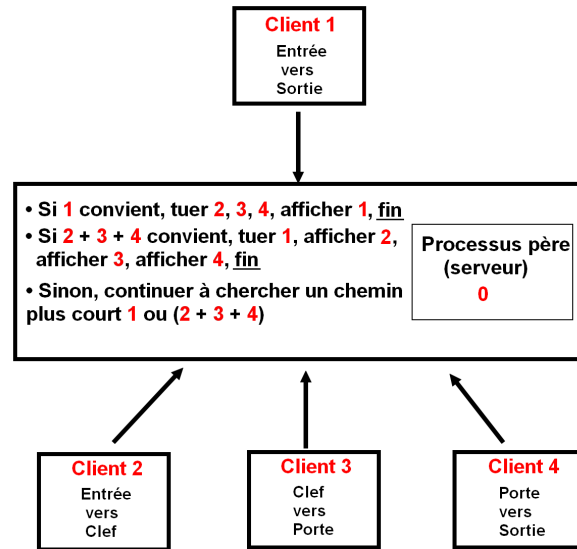 Client 1
Entrée
vers
Sortie
• Si 1 convient, tuer 2, 3, 4, afficher 1, fin
• Si 2 + 3 + 4 convient, tuer 1, afficher 2,
afficher 3, afficher 4, fin
• Sinon, continuer à chercher un chemin
plus court 1 ou (2 + 3 + 4)
Processus père
(serveur)
0
Client 2
Entrée
vers
Clef
Client 3
Clef
vers
Porte
Client 4
Porte
vers
Sortie